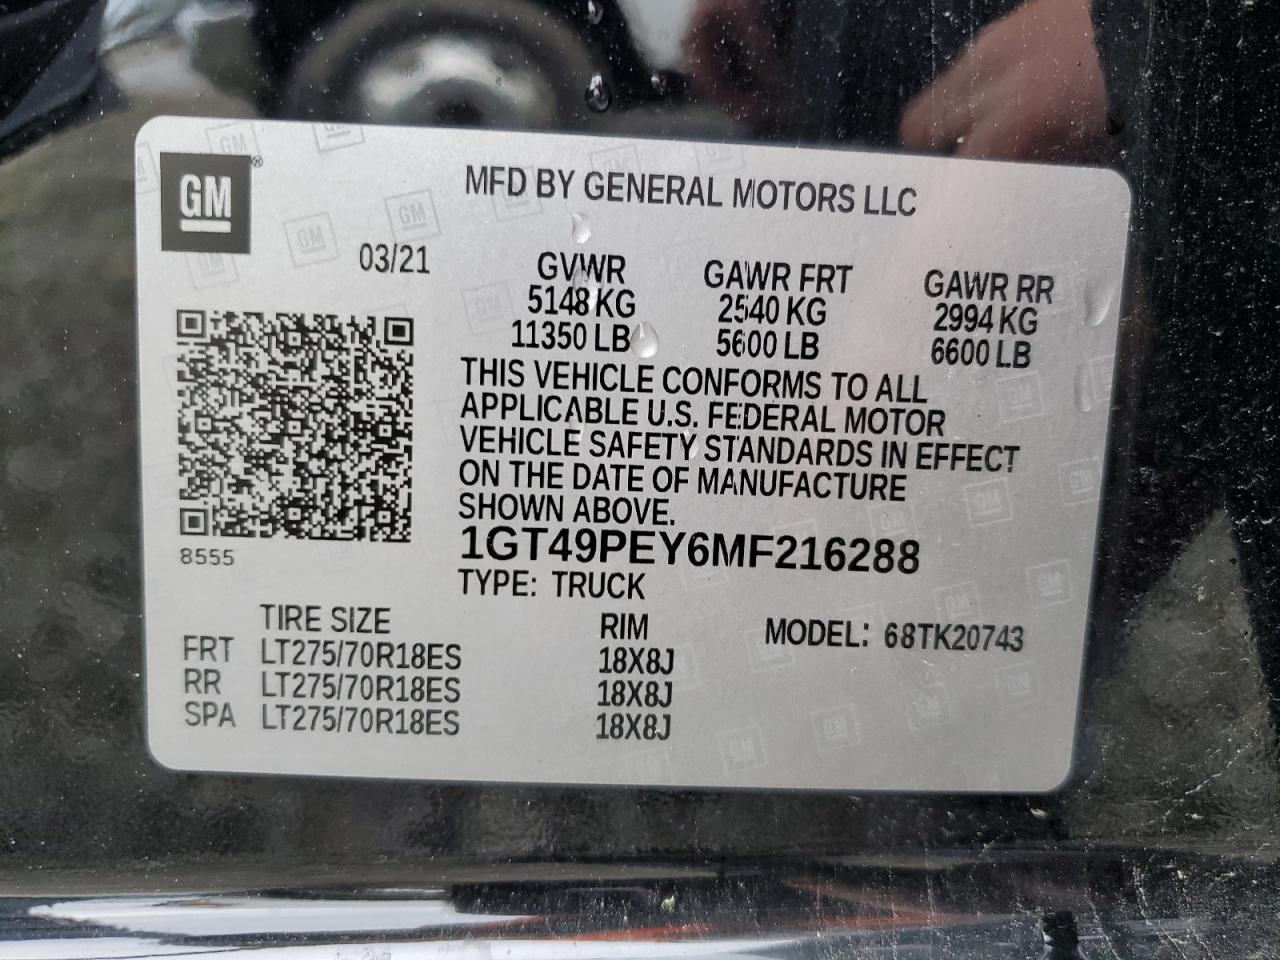 GM®
MFD BY GENERAL MOTORS LLC
03/21
GVWR GAWR FRT GAWR RR
5148 KG 2540 KG 2994 KG
11350 LB 5600 LB 6600 LB
THIS VEHICLE CONFORMS TO ALL
APPLICABLE U.S. FEDERAL MOTOR
VEHICLE SAFETY STANDARDS IN EFFECT
ON THE DATE OF MANUFACTURE
SHOWN ABOVE.
8555
1GT49PEY6MF216288
TYPE: TRUCK
TIRE SIZE RIM MODEL: 68TK20743
FRT LT275/70R18ES 18X8J
RR LT275/70R18ES 18X8J
SPA LT275/70R18ES 18X8J